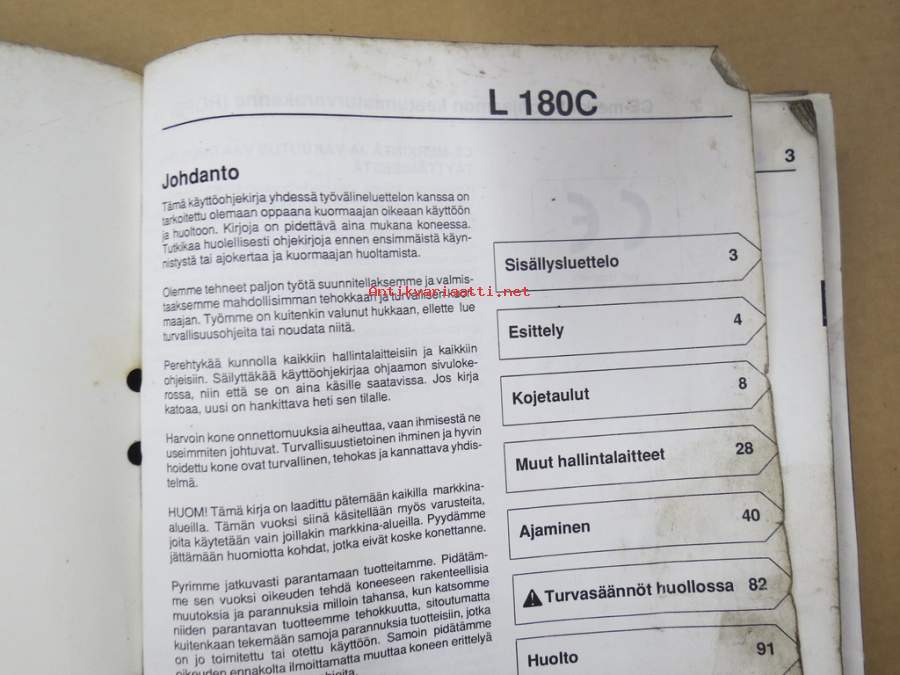 L 180C
3
Johdanto
Tämä käyttöohjekirja yhdessä työvälineluettelon kanssa on
tarkoitettu olemaan oppaana kuormaajan oikeaan käyttöön
ja huoltoon. Kirjoja on pidettävä aina mukana koneessa.
Tutkikaa huolellisesti ohjekirjoja ennen ensimmäistä käyn-
nistystä tai ajokertaa ja kuormaajan huoltamista.
Olemme tehneet paljon työtä suunnitellaksemme ja valmis-
taaksemme mahdollisimman tehokkaan ja turvallisen kuor-
maajan. Työmme on kuitenkin valunut hukkaan, ellette lue
turvallisuusohjeita tai noudata niitä.
Perehtykää kunnolla kaikkiin hallintalaitteisiin ja kaikkiin
ohjeisiin. Säilyttäkää käyttöohjekirjaa ohjaamon sivuloke-
rossa, niin että se on aina käsille saatavissa. Jos kirja
katoaa, uusi on hankittava heti sen tilalle.
Harvoin kone onnettomuuksia aiheuttaa, vaan ihmisestä ne
useimmiten johtuvat. Turvallisuustietoinen ihminen ja hyvin
hoidettu kone ovat turvallinen, tehokas ja kannattava yhdis-
telmä.
HUOM! Tämä kirja on laadittu pätemään kaikilla markkina-
alueilla. Tämän vuoksi siinä käsitellään myös varusteita,
joita käytetään vain joillakin markkina-alueilla. Pyydämme
jättämään huomiotta kohdat, jotka eivät koske konettanne.
Pyrimme jatkuvasti parantamaan tuotteitamme. Pidätäm-
me sen vuoksi oikeuden tehdä koneeseen rakenteellisia
muutoksia ja parannuksia milloin tahansa, kun katsomme
niiden parantavan tuotteemme tehokkuutta, sitoutumatta
kuitenkaan tekemään samoja parannuksia tuotteisiin, jotka
on jo toimitettu tai otettu käyttöön. Samoin pidätämme
oikeuden ennakolta ilmoittamatta muuttaa koneen erittelyä
Sisällysluettelo 3
Esittely 4
Kojetaulut 8
Muut hallintalaitteet 28
Ajaminen 40
Turvasäännöt huollossa 82
Huolto 91
Antikvariaatti.net